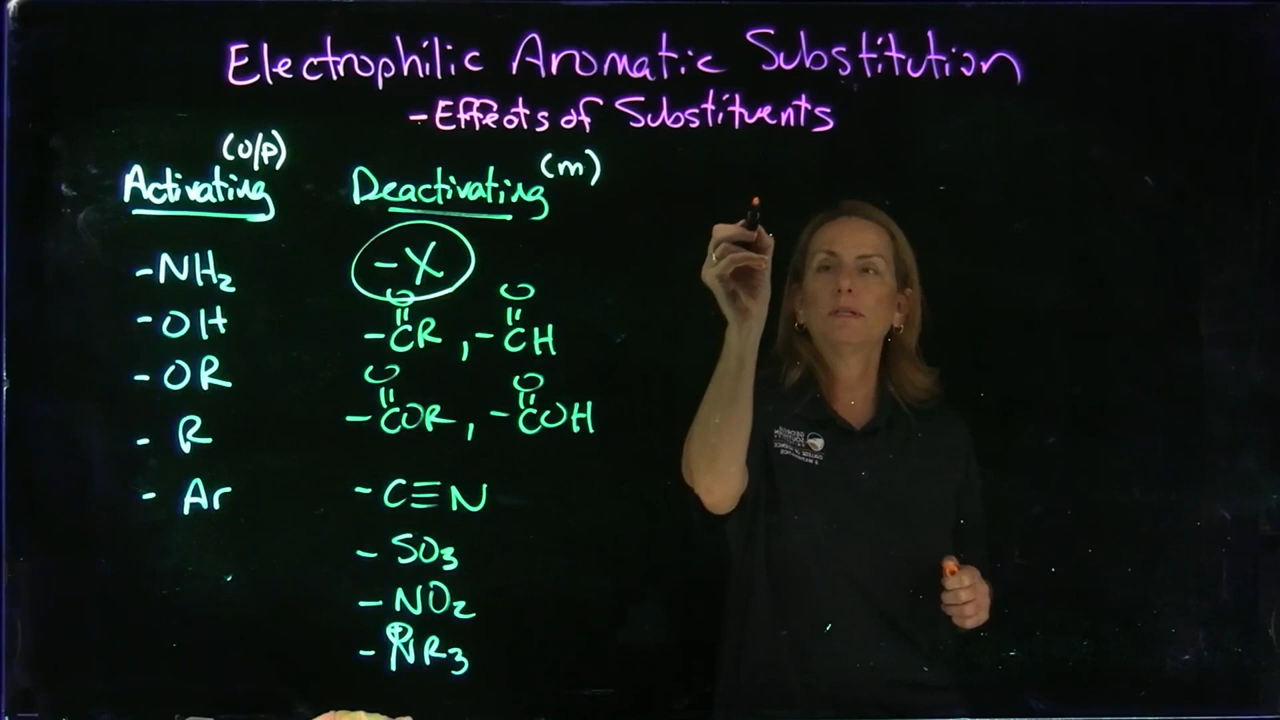 Electrophilic Aromatic Substitution
-Effects of Substituents
(o/p)
Activating
-NH₂
-OH
-OR
-R
-Ar
(m)
Deactivating
-X
O
-CR, -CH
O
O
-COR, -COH
O
-C≡N
-SO₃
-NO₂
⊕
-NR₃